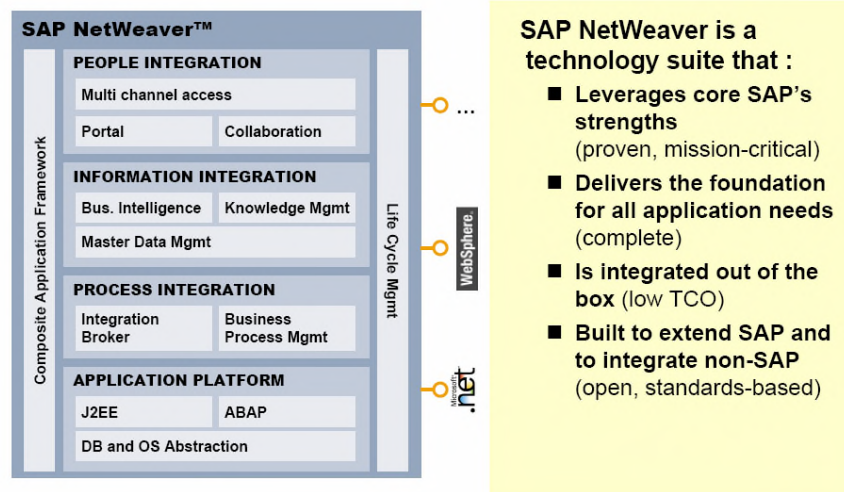 SAP NetWeaver™
Composite Application Framework
PEOPLE INTEGRATION
Multi channel access
Portal
Collaboration
INFORMATION INTEGRATION
Bus. Intelligence
Knowledge Mgmt
Master Data Mgmt
PROCESS INTEGRATION
Integration
Broker
Business
Process Mgmt
APPLICATION PLATFORM
J2EE
ABAP
DB and OS Abstraction
Life Cycle Mgmt
...
WebSphere.
Microsoft
.net
SAP NetWeaver is a
technology suite that :
■ Leverages core SAP's
strengths
(proven, mission-critical)
■ Delivers the foundation
for all application needs
(complete)
■ Is integrated out of the
box (low TCO)
■ Built to extend SAP and
to integrate non-SAP
(open, standards-based)